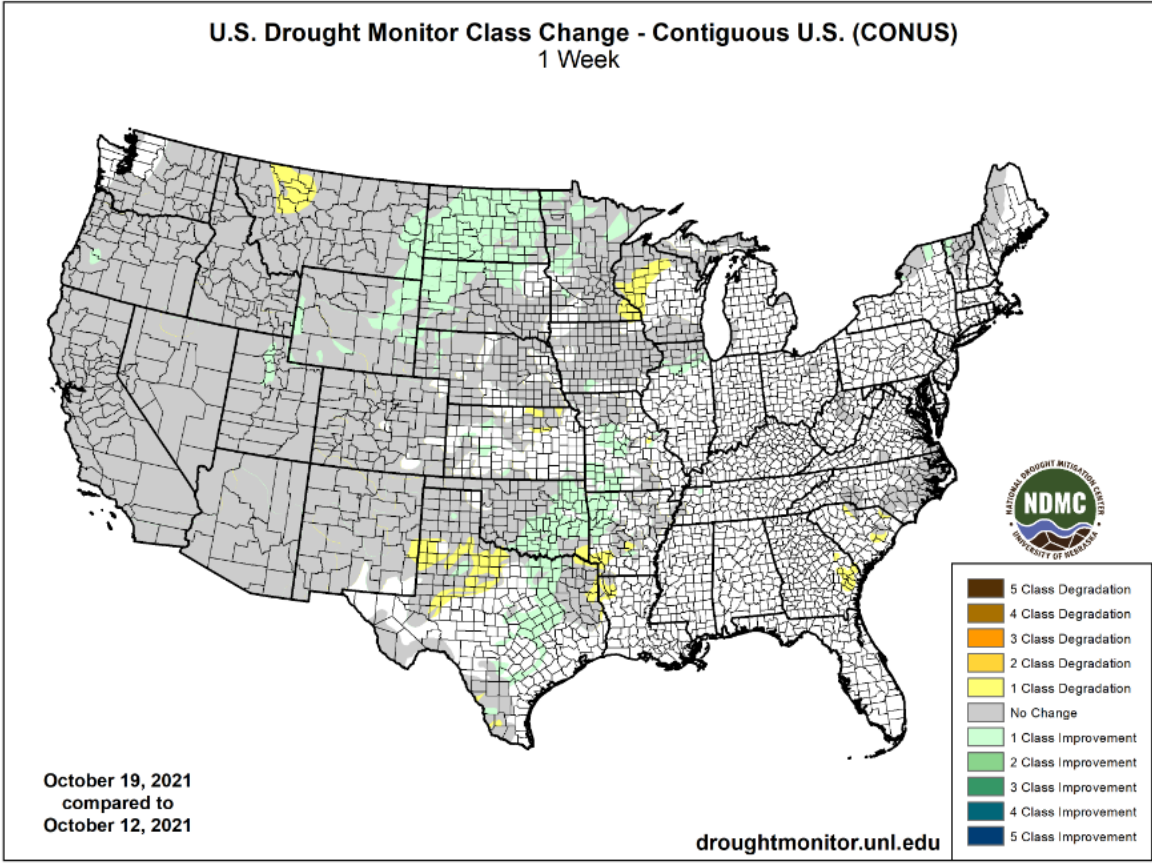 U.S. Drought Monitor Class Change - Contiguous U.S. (CONUS)
1 Week
NATIONAL DROUGHT MITIGATION CENTER
NDMC
UNIVERSITY OF NEBRASKA
5 Class Degradation
4 Class Degradation
3 Class Degradation
2 Class Degradation
1 Class Degradation
No Change
1 Class Improvement
2 Class Improvement
3 Class Improvement
4 Class Improvement
5 Class Improvement
October 19, 2021
compared to
October 12, 2021
droughtmonitor.unl.edu